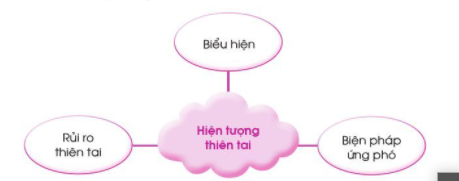 Biểu hiện
Rủi ro
thiên tai
Hiện tượng
thiên tai
Biện pháp
ứng phó